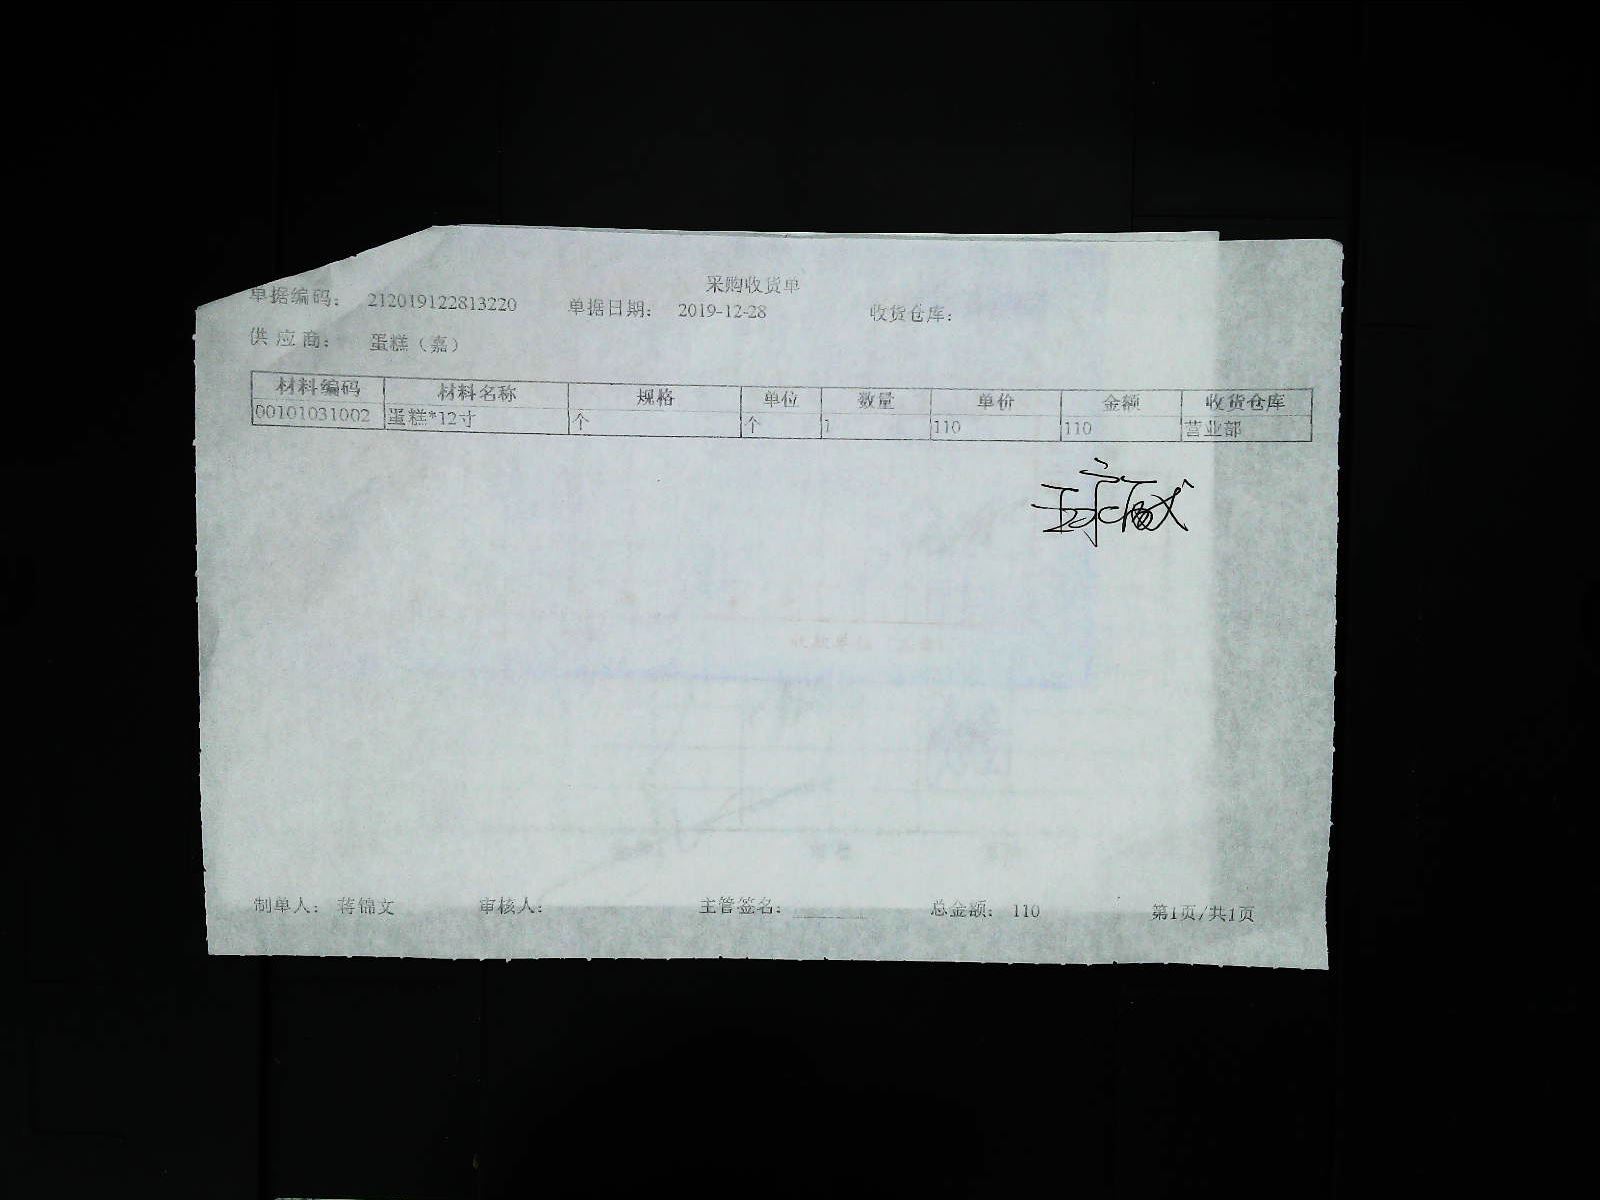 采购收货单
单据编码： 212019122813220 单据日期： 2019-12-28 收货仓库：
供应商： 蛋糕（嘉）
材料编码 材料名称 规格 单位 数量 单价 金额 收货仓库
00101031002 蛋糕*12寸 个 个 1 110 110 营业部
制单人： 蒋锦文 审核人： 主管签名： 总金额： 110 第1页/共1页